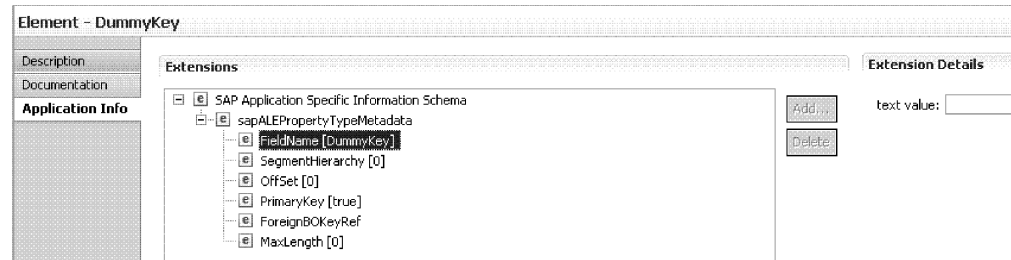 Element - DummyKey
Description
Documentation
Application Info
Extensions
SAP Application Specific Information Schema
sapALEPropertyTypeMetadata
FieldName [DummyKey]
SegmentHierarchy [0]
OffSet [0]
PrimaryKey [true]
ForeignBOKeyRef
MaxLength [0]
Add...
Delete
Extension Details
text value: